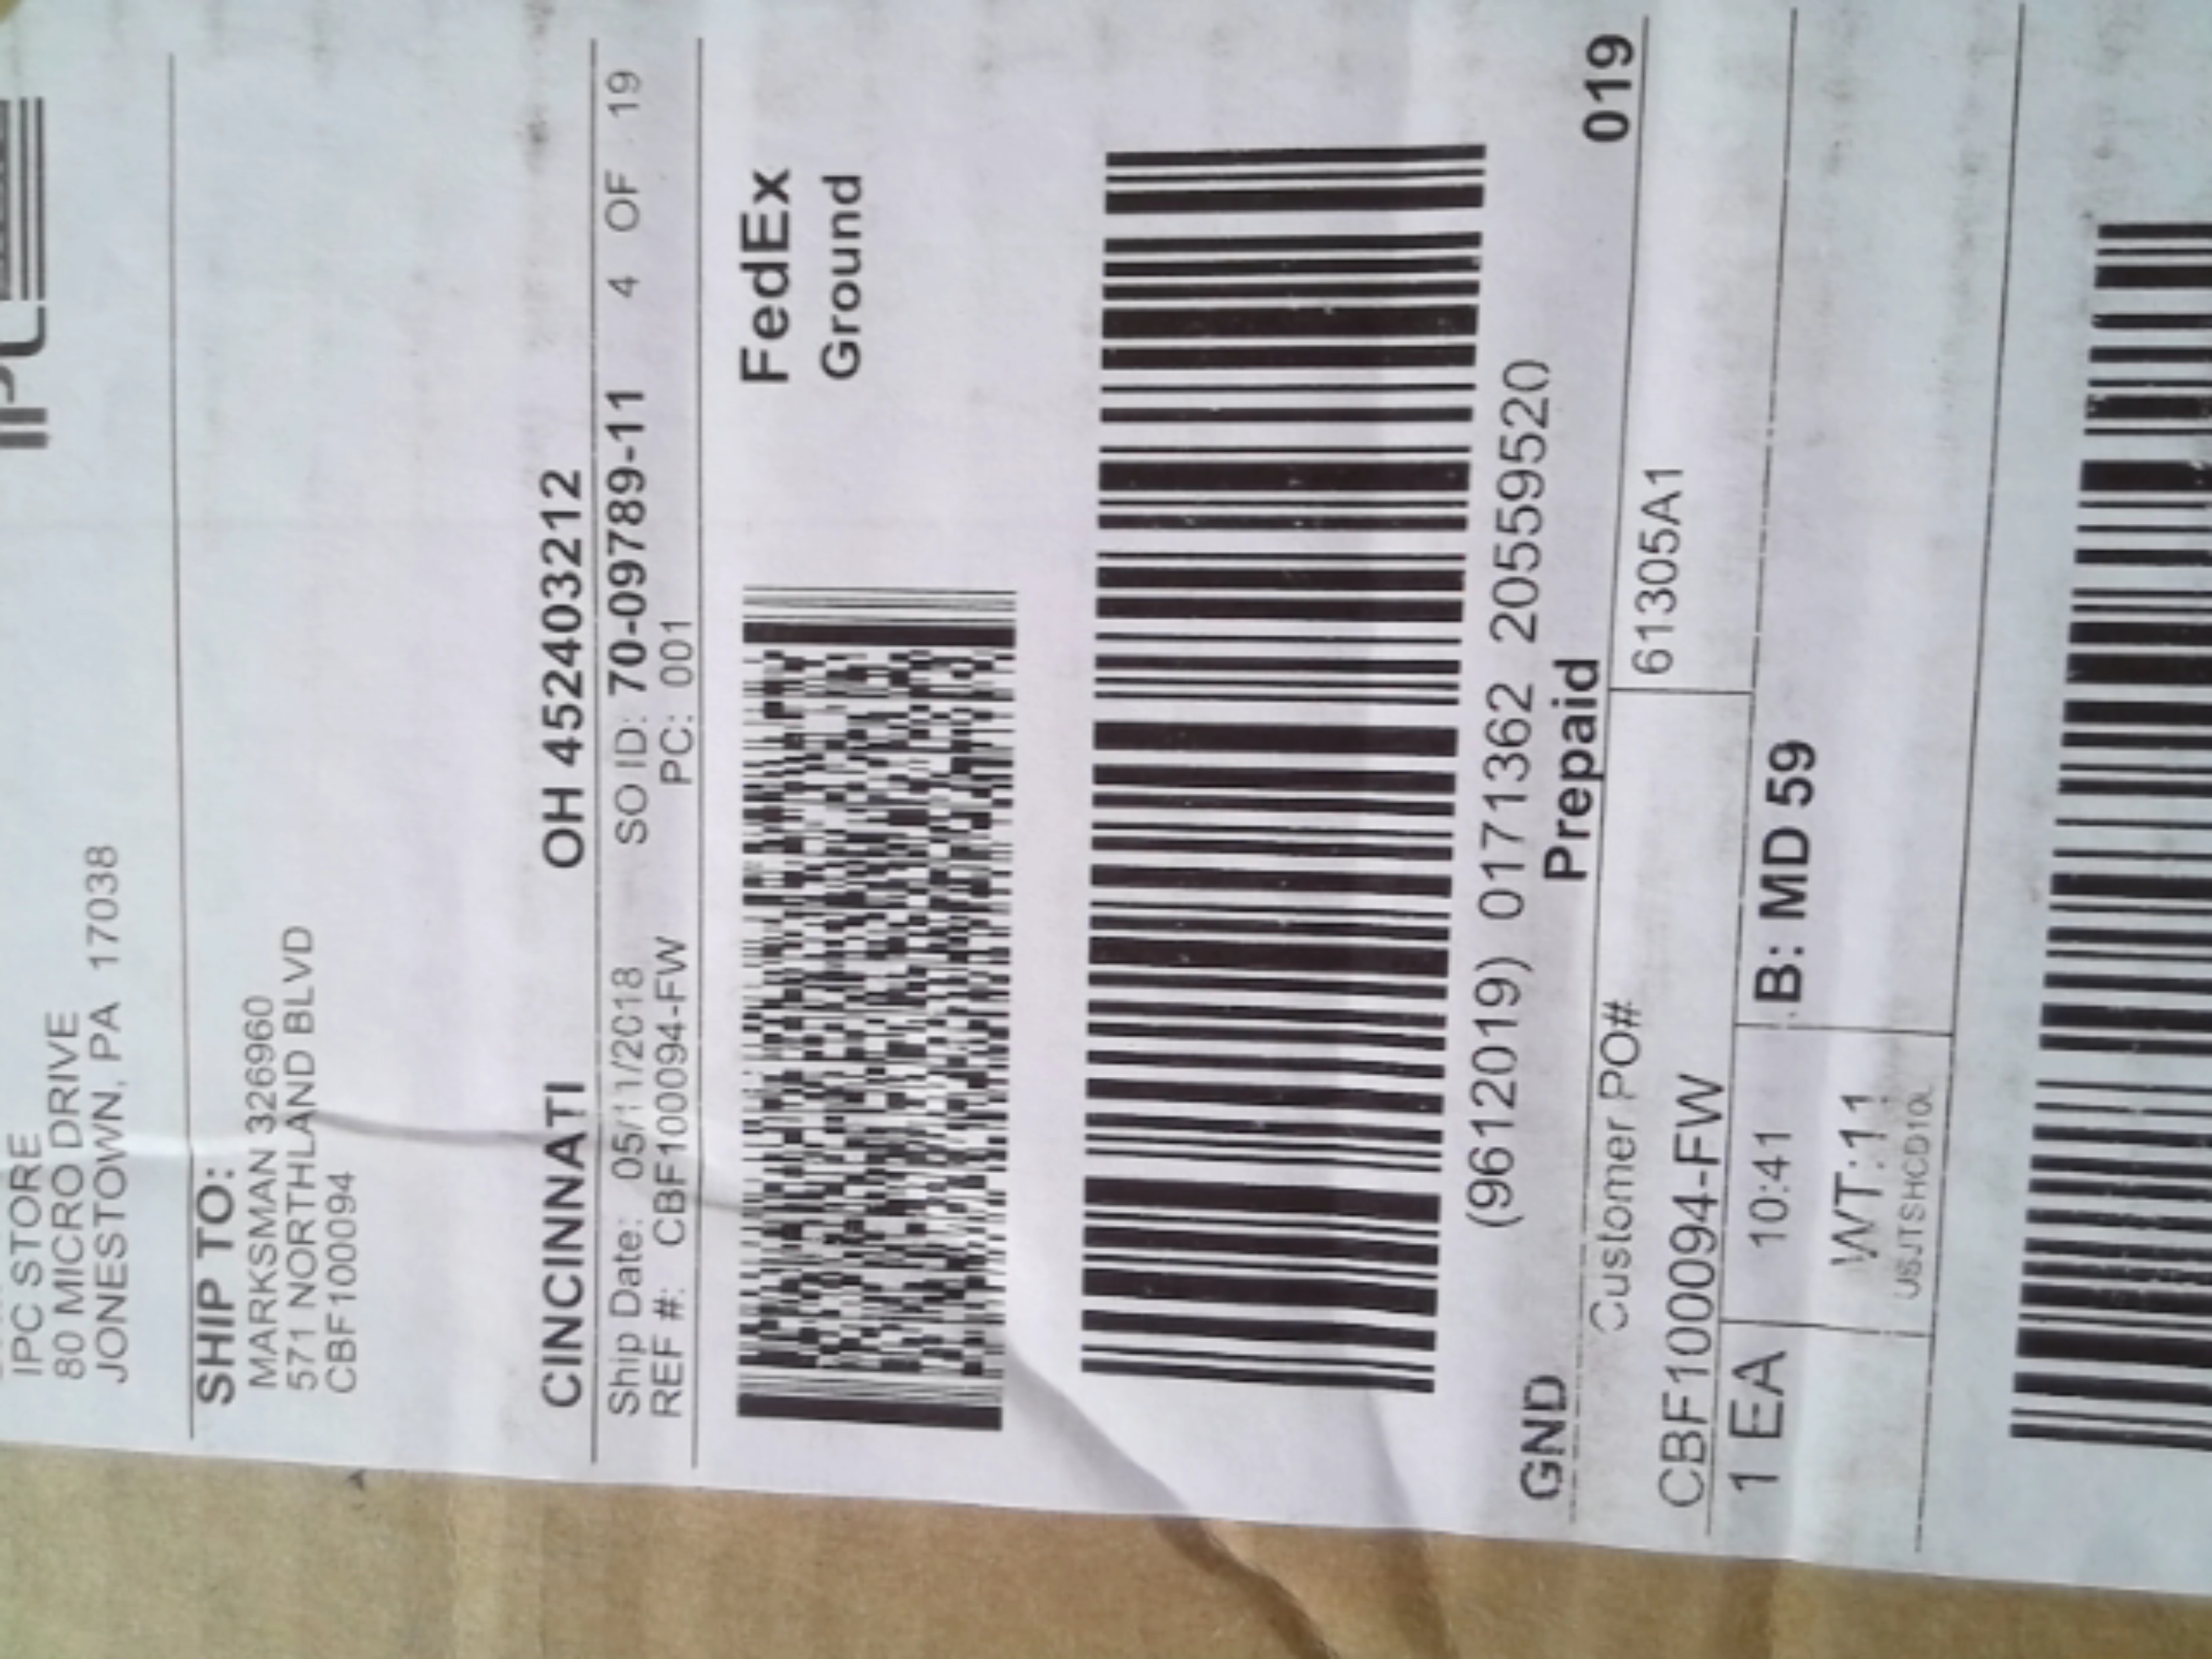 IPC
IPC STORE
80 MICRO DRIVE
JONESTOWN, PA 17038
SHIP TO:
MARKSMAN 326960
571 NORTHLAND BLVD
CBF100094
CINCINNATI OH 452403212
Ship Date: 05/11/2018 SO ID: 70-09789-11 4 OF 19
REF #: CBF100094-FW PC: 001
FedEx
Ground
(9612019) 0171362 205559520
GND Prepaid 019
Customer PO#
CBF100094-FW 61305A1
1 EA 10:41 B: MD 59
WT:11